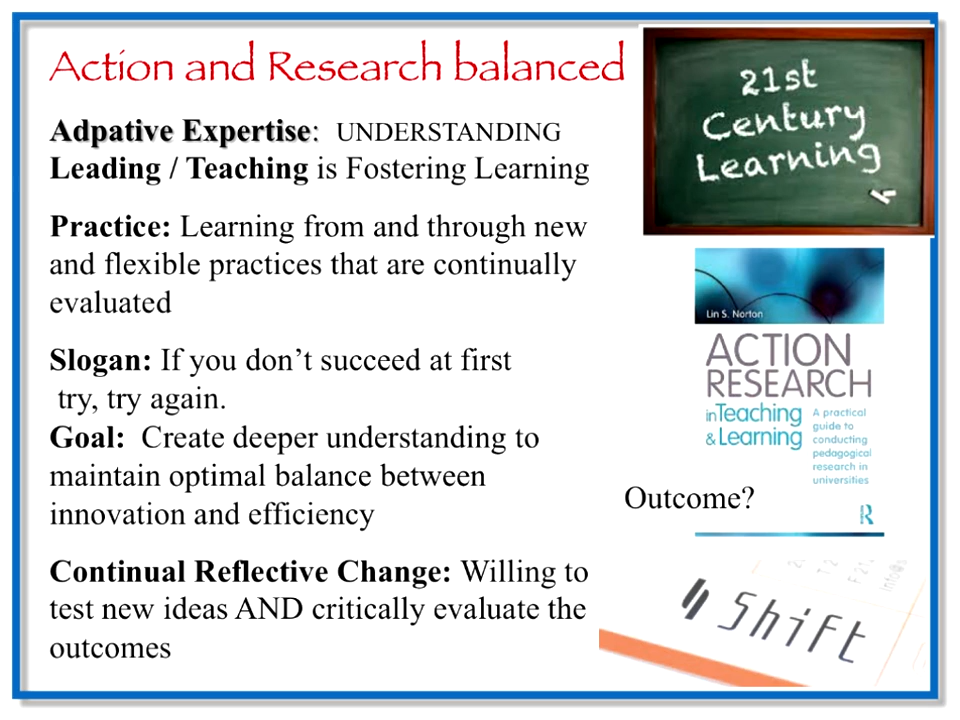 Action and Research balanced
Adpative Expertise: UNDERSTANDING
Leading / Teaching is Fostering Learning
Practice: Learning from and through new
and flexible practices that are continually
evaluated
Slogan: If you don't succeed at first
try, try again.
Goal: Create deeper understanding to
maintain optimal balance between
innovation and efficiency
Continual Reflective Change: Willing to
test new ideas AND critically evaluate the
outcomes
21st
Century
Learning
Lin S. Norton
ACTION
RESEARCH
in Teaching
& Learning
A practical
guide to
conducting
pedagogical
research in
universities
R
Outcome?
Shift